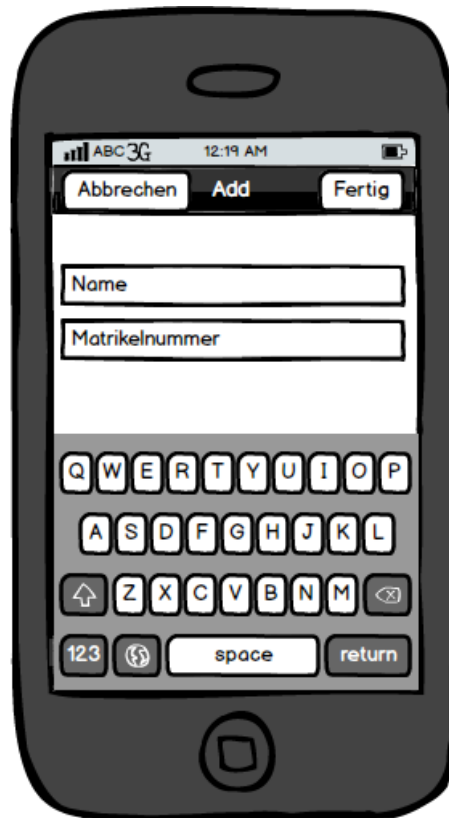 ABC 3G 12:19 AM
Abbrechen Add Fertig
Name
Matrikelnummer
Q W E R T Y U I O P
A S D F G H J K L
Z X C V B N M
123 space return